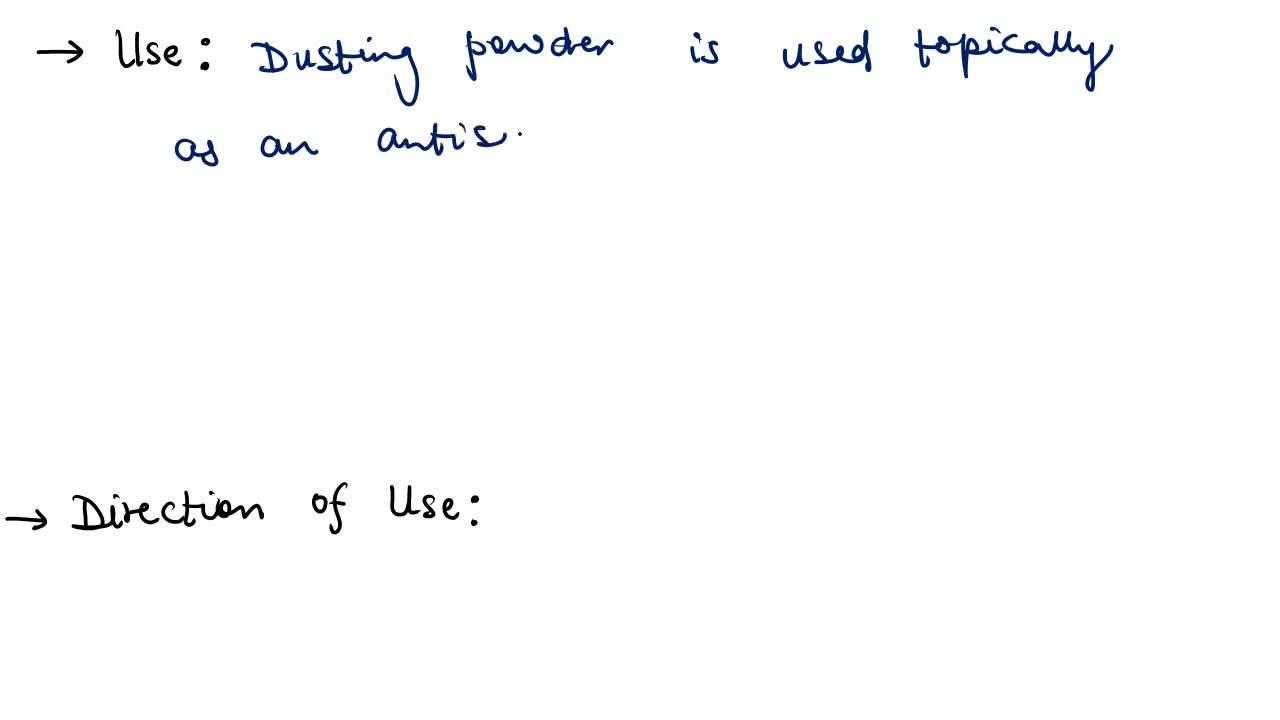 → Use: Dusting powder is used topically
as an antis
→ Direction of Use: